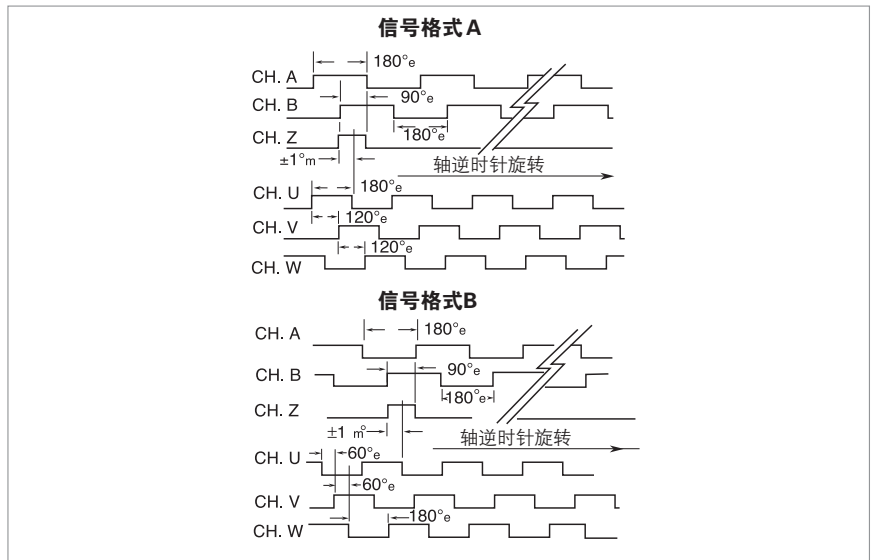 信号格式A
180°e
CH. A
90°e
CH. B
180°e
CH. Z
±1°m
轴逆时针旋转
180°e
CH. U
120°e
CH. V
120°e
CH. W
信号格式B
CH. A
180°e
90°e
CH. B
180°e
CH. Z
±1 m°
轴逆时针旋转
CH. U
60°e
60°e
CH. V
180°e
CH. W